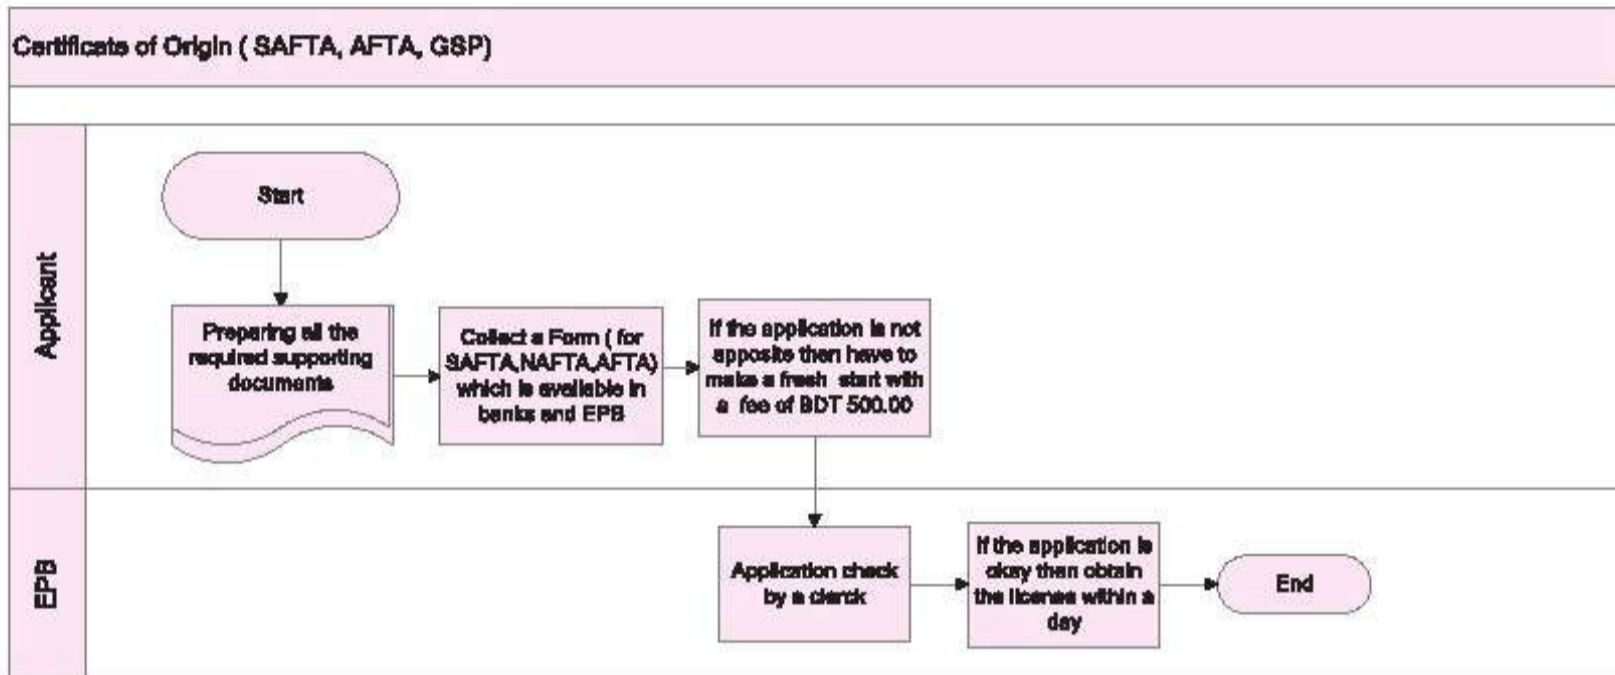 Certificate of Origin ( SAFTA, AFTA, GSP)
Applicant
Start
Preparing all the
required supporting
documents
Collect a Form ( for
SAFTA,NAFTA,AFTA)
which is available in
banks and EPB
If the application is not
apposite then have to
make a fresh start with
a fee of BDT 500.00
EPB
Application check
by a clerck
If the application is
okay then obtain
the license within a
day
End